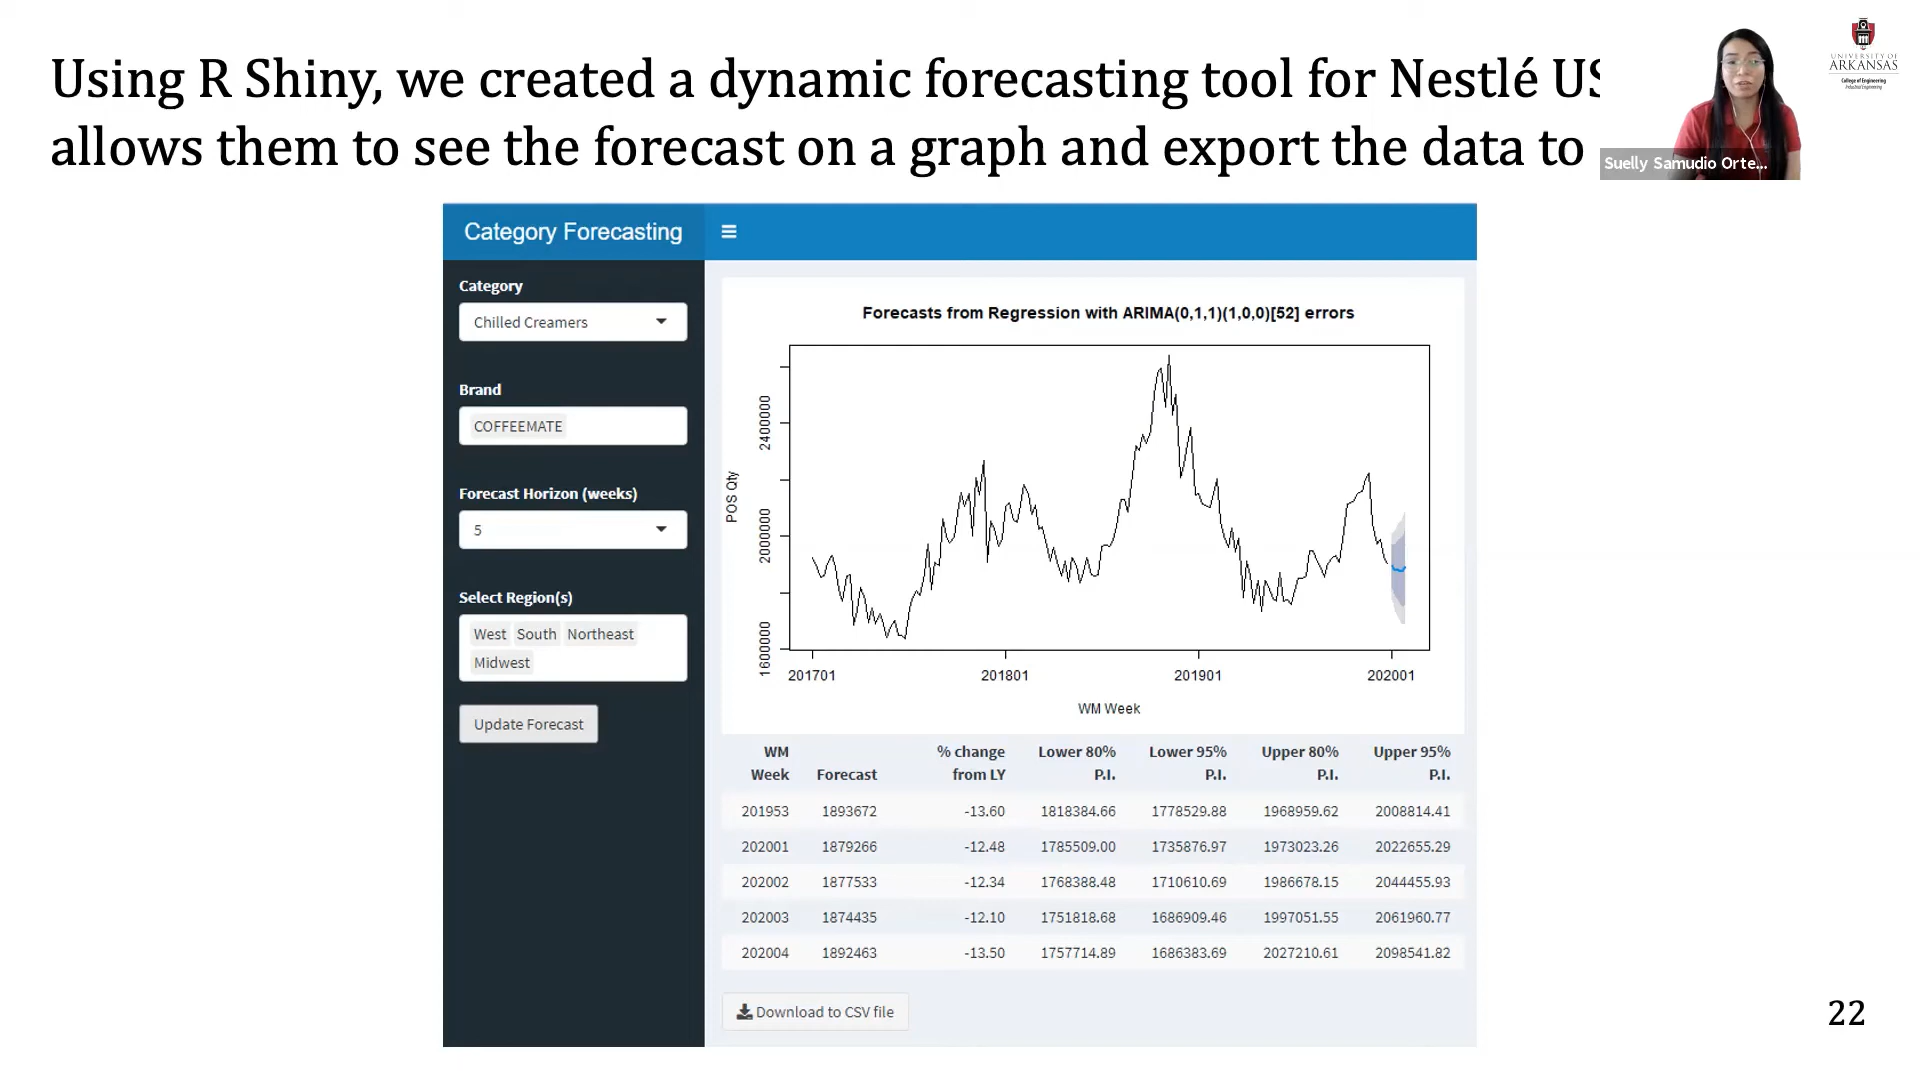 Using R Shiny, we created a dynamic forecasting tool for Nestlé
allows them to see the forecast on a graph and export the data to
Suelly Samudio Orte...
UNIVERSITY OF
ARKANSAS
College of Engineering
Industrial Engineering
Category Forecasting
Category
Chilled Creamers
Brand
COFFEEMATE
Forecast Horizon (weeks)
5
Select Region(s)
West South Northeast
Midwest
Update Forecast
Forecasts from Regression with ARIMA(0,1,1)(1,0,0)[52] errors
POS Qty
2400000
2000000
1600000
201701 201801 201901 202001
WM Week
WM Week Forecast % change from LY Lower 80% P.I. Lower 95% P.I. Upper 80% P.I. Upper 95% P.I.
201953 1893672 -13.60 1818384.66 1778529.88 1968959.62 2008814.41
202001 1879266 -12.48 1785509.00 1735876.97 1973023.26 2022655.29
202002 1877533 -12.34 1768388.48 1710610.69 1986678.15 2044455.93
202003 1874435 -12.10 1751818.68 1686909.46 1997051.55 2061960.77
202004 1892463 -13.50 1757714.89 1686383.69 2027210.61 2098541.82
Download to CSV file
22